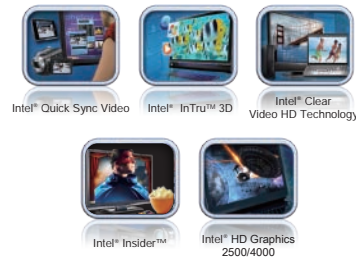 Intel® Quick Sync Video
Intel® InTru™ 3D
Intel® Clear
Video HD Technology
Intel® Insider™
Intel® HD Graphics
2500/4000